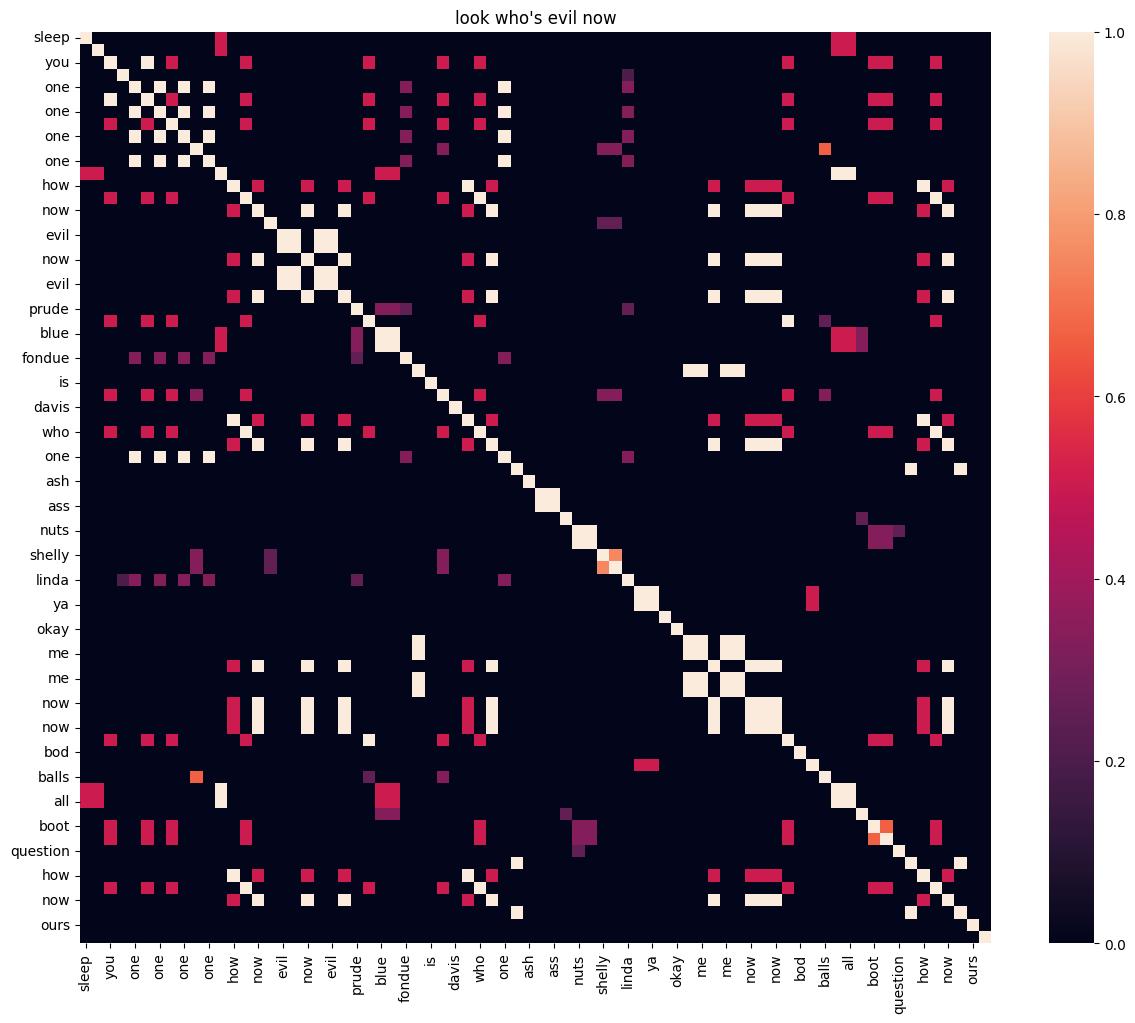 look who's evil now
sleep
you
one
one
one
one
how
now
evil
now
evil
prude
blue
fondue
is
davis
who
one
ash
ass
nuts
shelly
linda
ya
okay
me
me
now
now
bod
balls
all
boot
question
how
now
ours
1.0
0.8
0.6
0.4
0.2
0.0
sleep
you
one
one
one
one
how
now
evil
now
evil
prude
blue
fondue
is
davis
who
one
ash
ass
nuts
shelly
linda
ya
okay
me
me
now
now
bod
balls
all
boot
question
how
now
ours